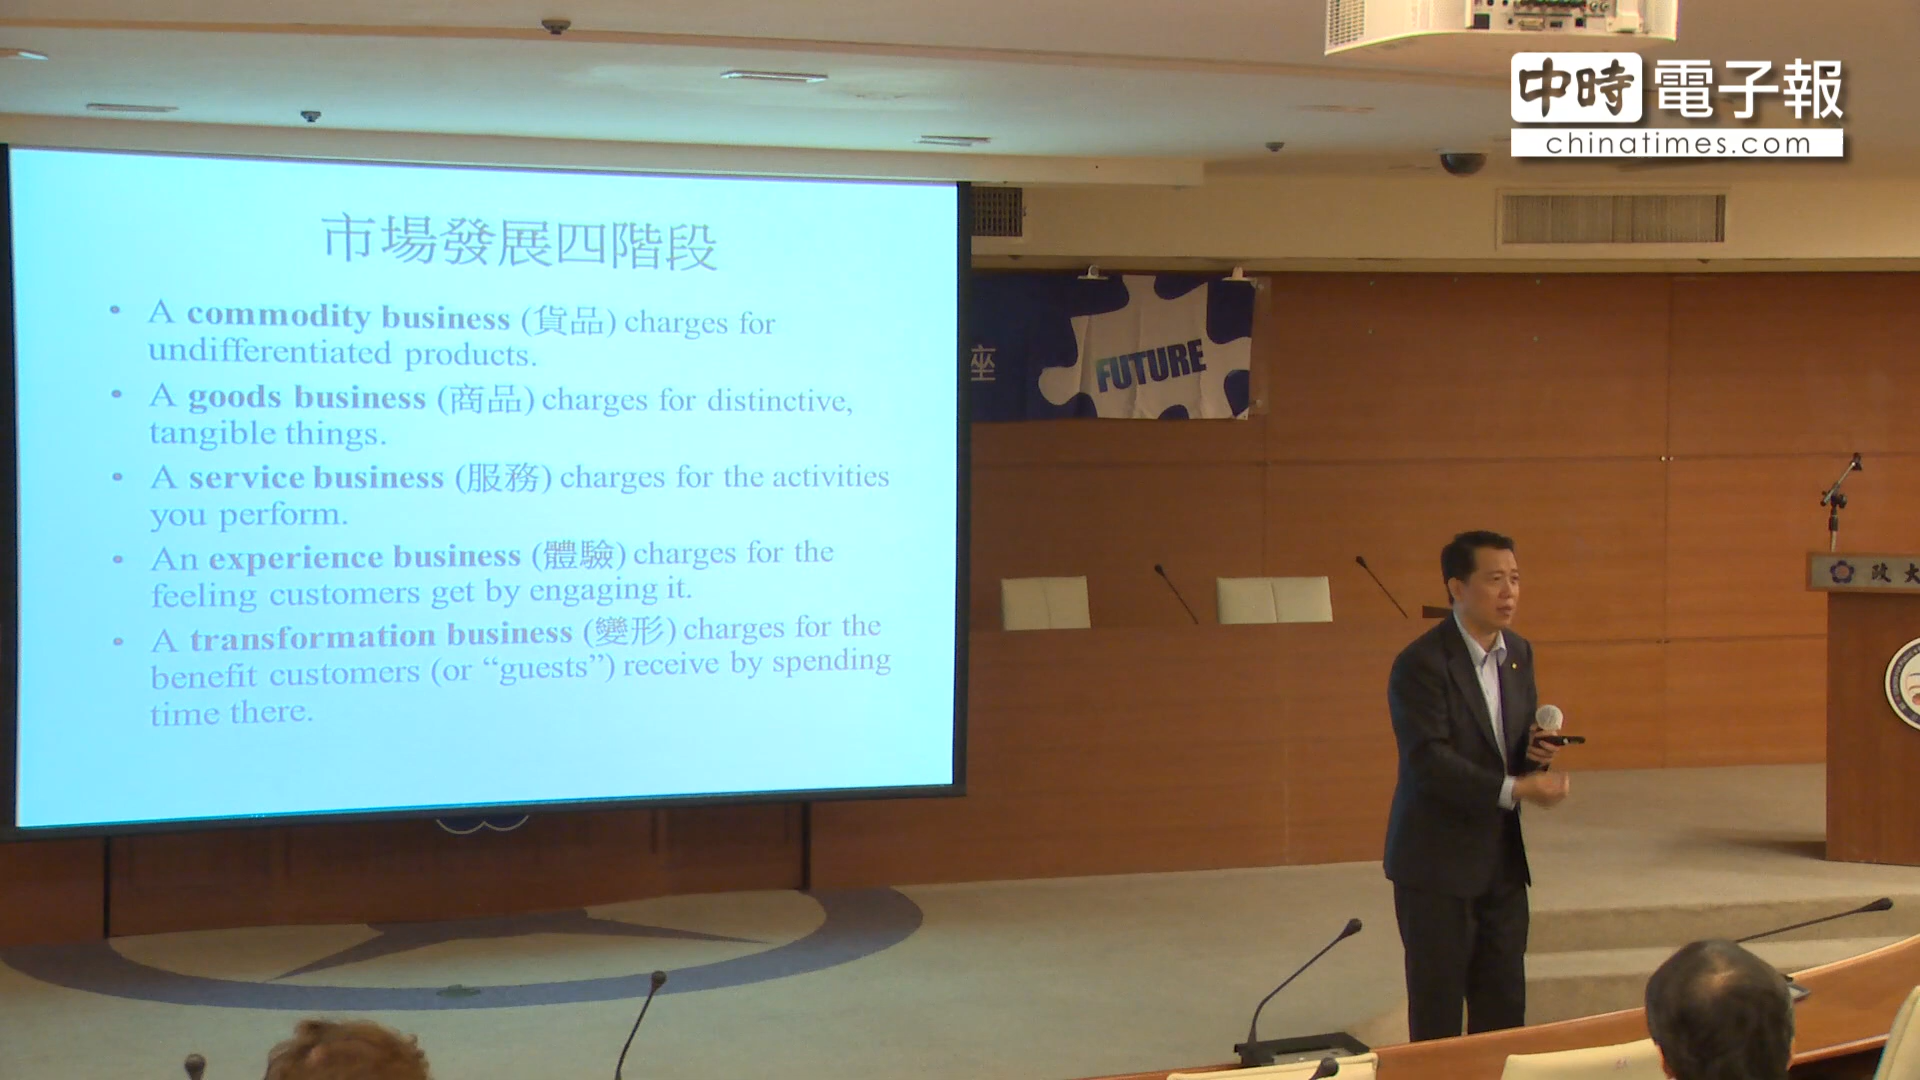 中時 電子報
chinatimes.com
市場發展四階段
• A commodity business (貨品) charges for
undifferentiated products.
• A goods business (商品) charges for distinctive,
tangible things.
• A service business (服務) charges for the activities
you perform.
• An experience business (體驗) charges for the
feeling customers get by engaging it.
• A transformation business (變形) charges for the
benefit customers (or “guests”) receive by spending
time there.
座
FUTURE
政大